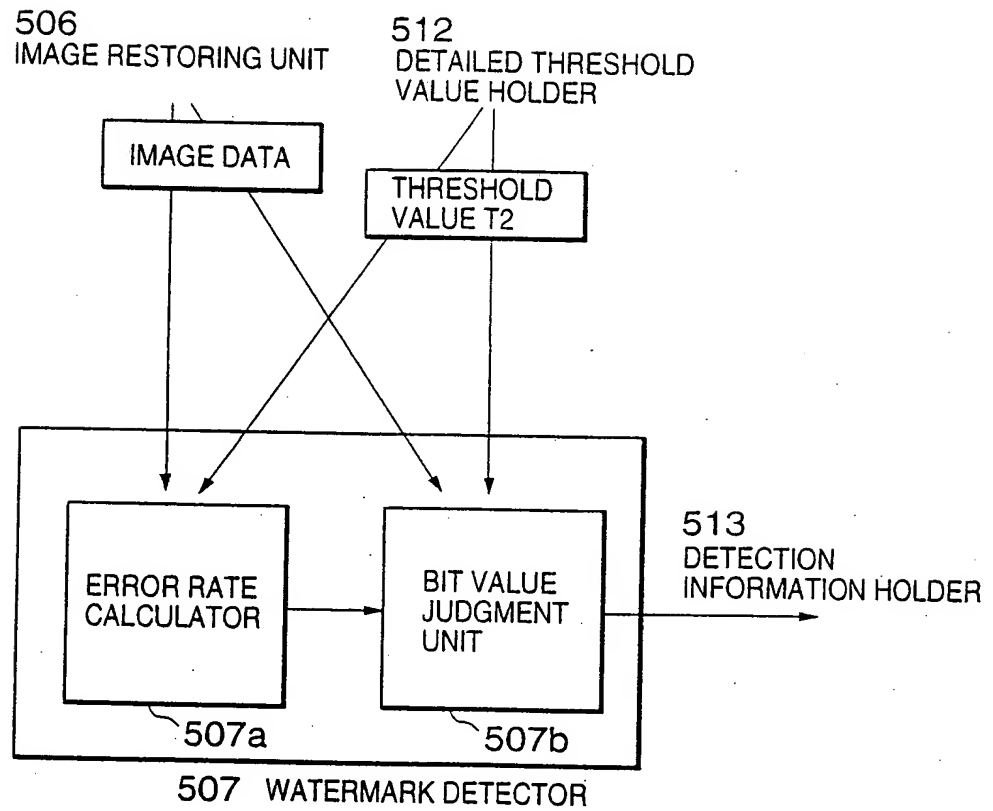 506
IMAGE RESTORING UNIT
512
DETAILED THRESHOLD
VALUE HOLDER
IMAGE DATA
THRESHOLD
VALUE T2
513
DETECTION
INFORMATION HOLDER
ERROR RATE
CALCULATOR
BIT VALUE
JUDGMENT
UNIT
507a
507b
507 WATERMARK DETECTOR